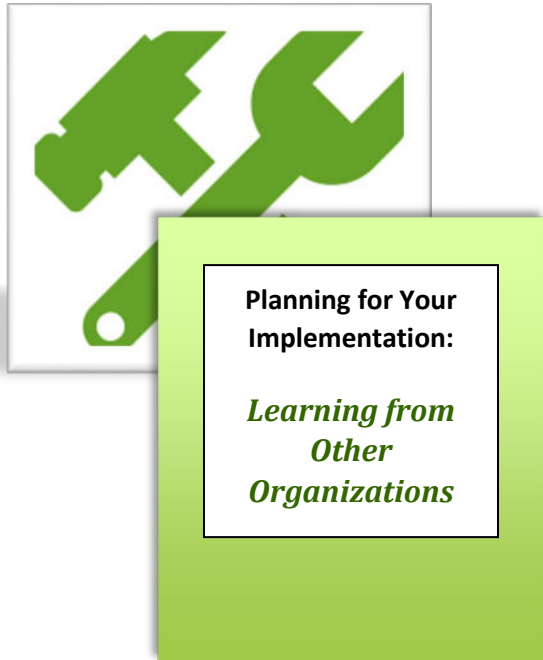 Planning for Your
Implementation:
Learning from
Other
Organizations